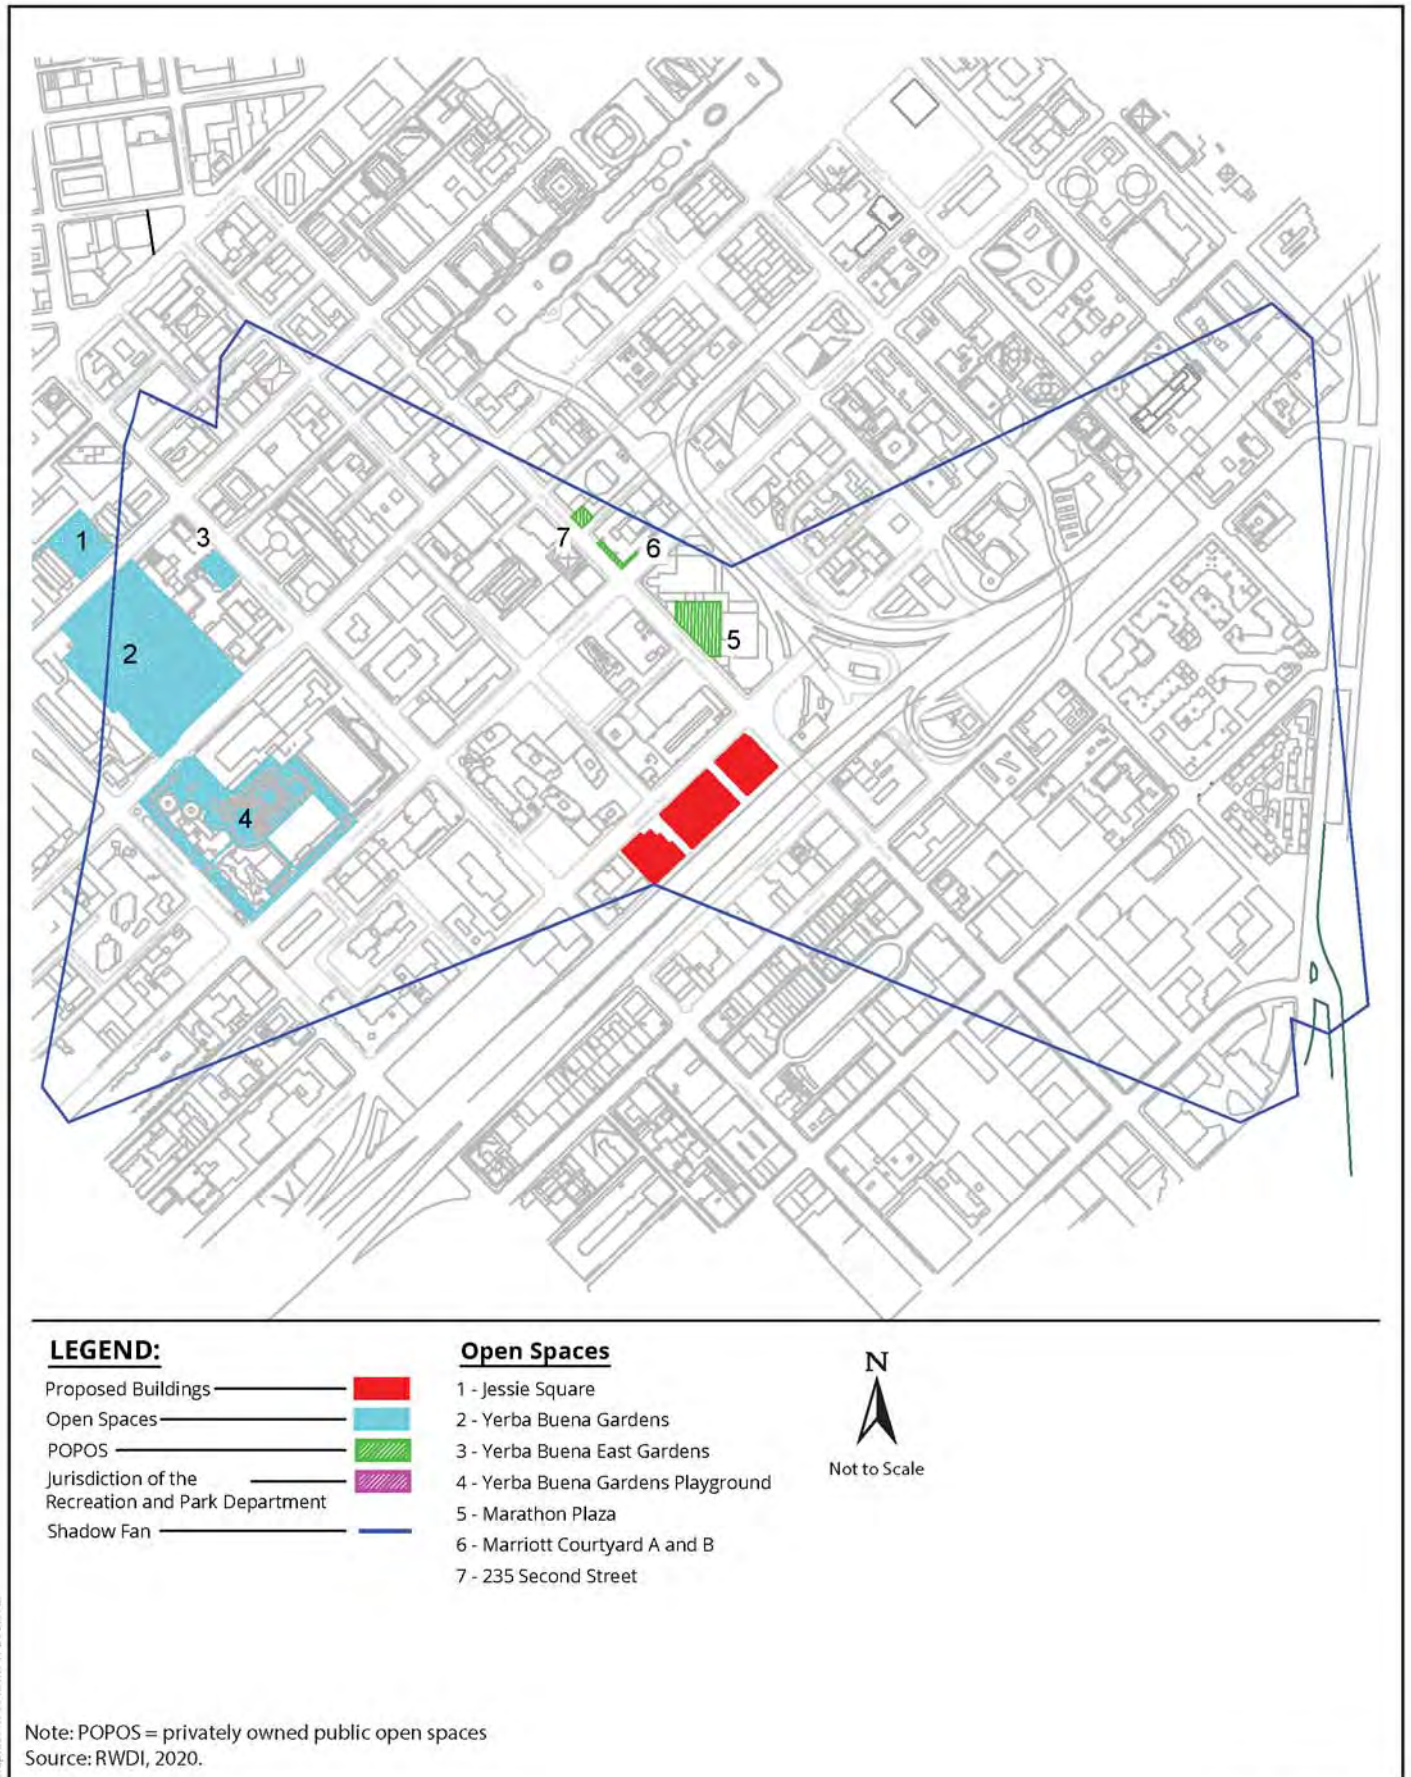 1
3
7
6
2
5
4
LEGEND:
Proposed Buildings
Open Spaces
POPOS
Jurisdiction of the
Recreation and Park Department
Shadow Fan
Open Spaces
1 - Jessie Square
2 - Yerba Buena Gardens
3 - Yerba Buena East Gardens
4 - Yerba Buena Gardens Playground
5 - Marathon Plaza
6 - Marriott Courtyard A and B
7 - 235 Second Street
N
Not to Scale
Note: POPOS = privately owned public open spaces
Source: RWDI, 2020.